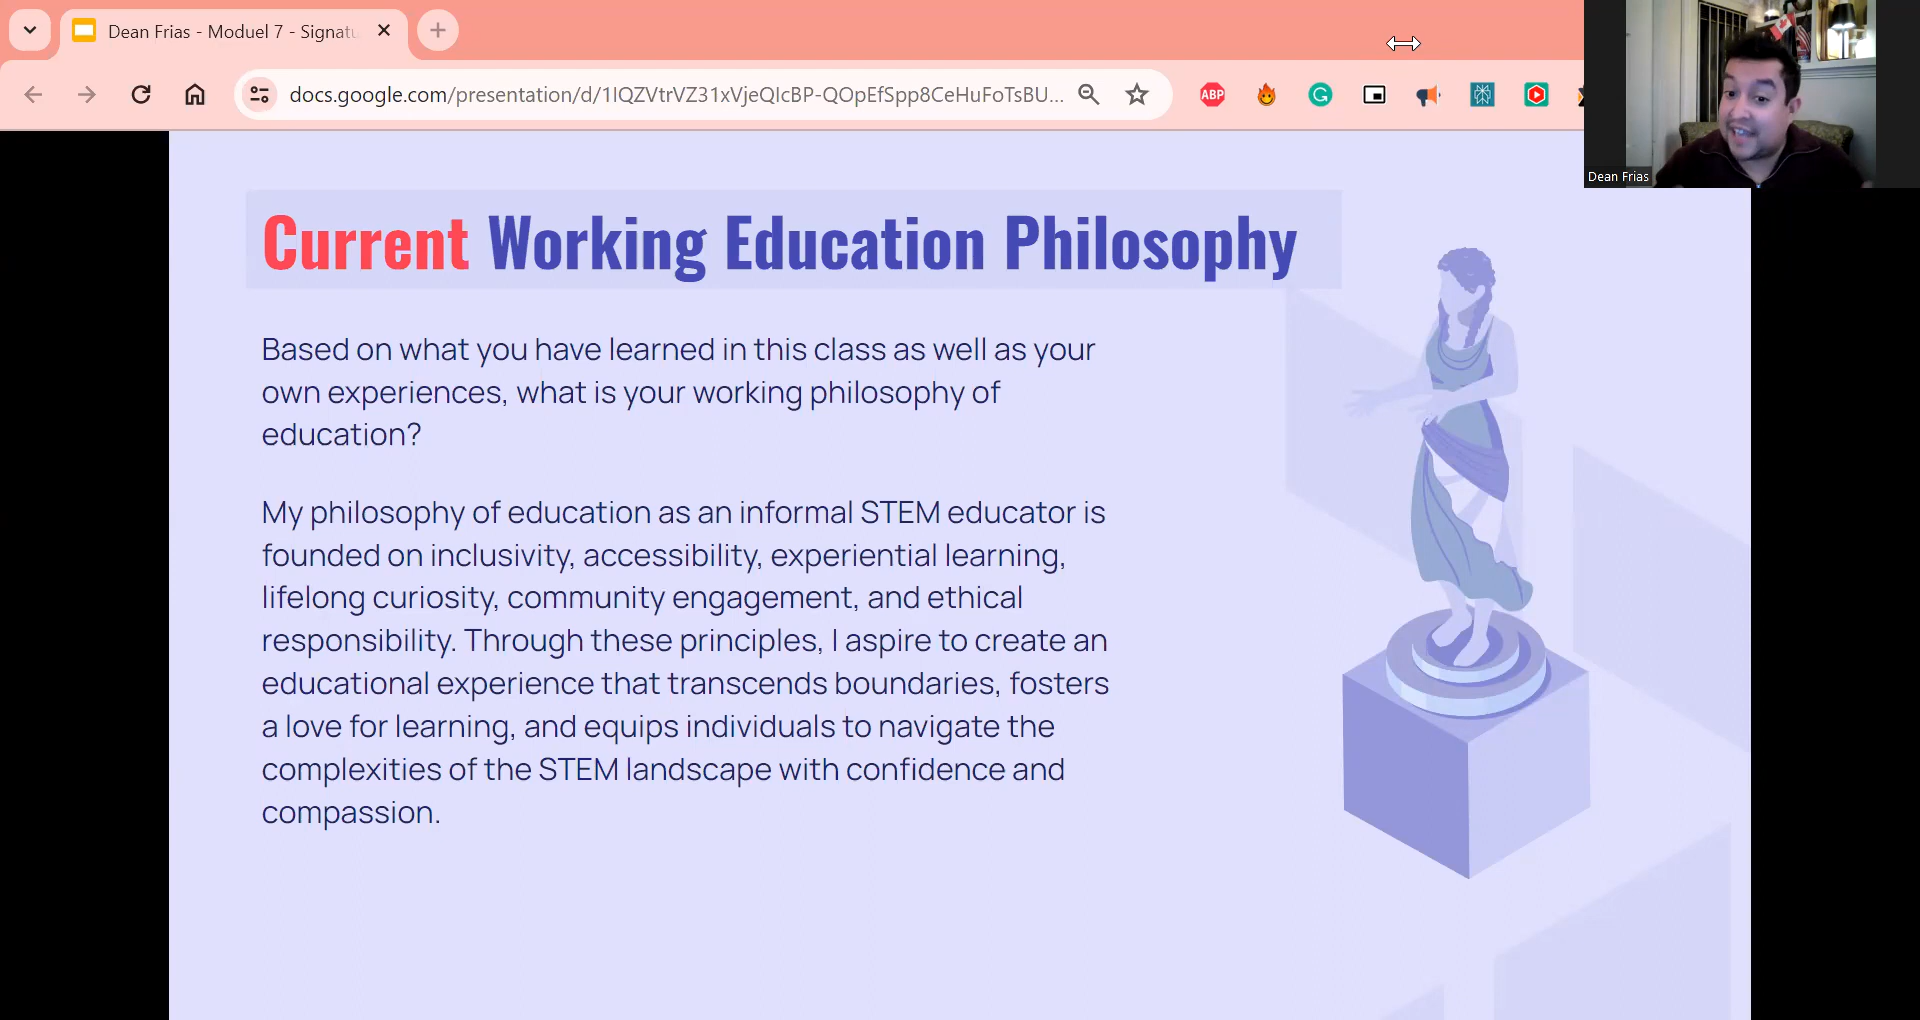 Dean Frias - Moduel 7 - Signatu
docs.google.com/presentation/d/1IQZVtrVZ31xVjeQIcBP-QOpEfSpp8CeHuFoTsBU...
ABP
Dean Frias
Current Working Education Philosophy
Based on what you have learned in this class as well as your
own experiences, what is your working philosophy of
education?
My philosophy of education as an informal STEM educator is
founded on inclusivity, accessibility, experiential learning,
lifelong curiosity, community engagement, and ethical
responsibility. Through these principles, I aspire to create an
educational experience that transcends boundaries, fosters
a love for learning, and equips individuals to navigate the
complexities of the STEM landscape with confidence and
compassion.